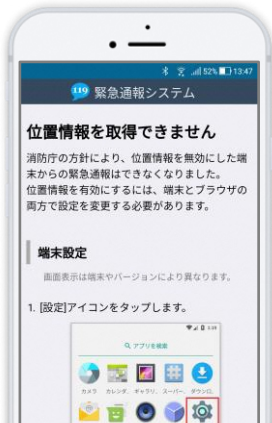 52% 13:47
119 緊急通報システム
位置情報を取得できません
消防庁の方針により、位置情報を無効にした端
末からの緊急通報はできなくなりました。
位置情報を有効にするには、端末とブラウザの
両方で設定を変更する必要があります。
端末設定
画面表示は端末やバージョンにより異なります。
1. [設定]アイコンをタップします。
アプリを検索
カメラ カレンダ.. ギャラリ.. スーパー.. ダウンロ..